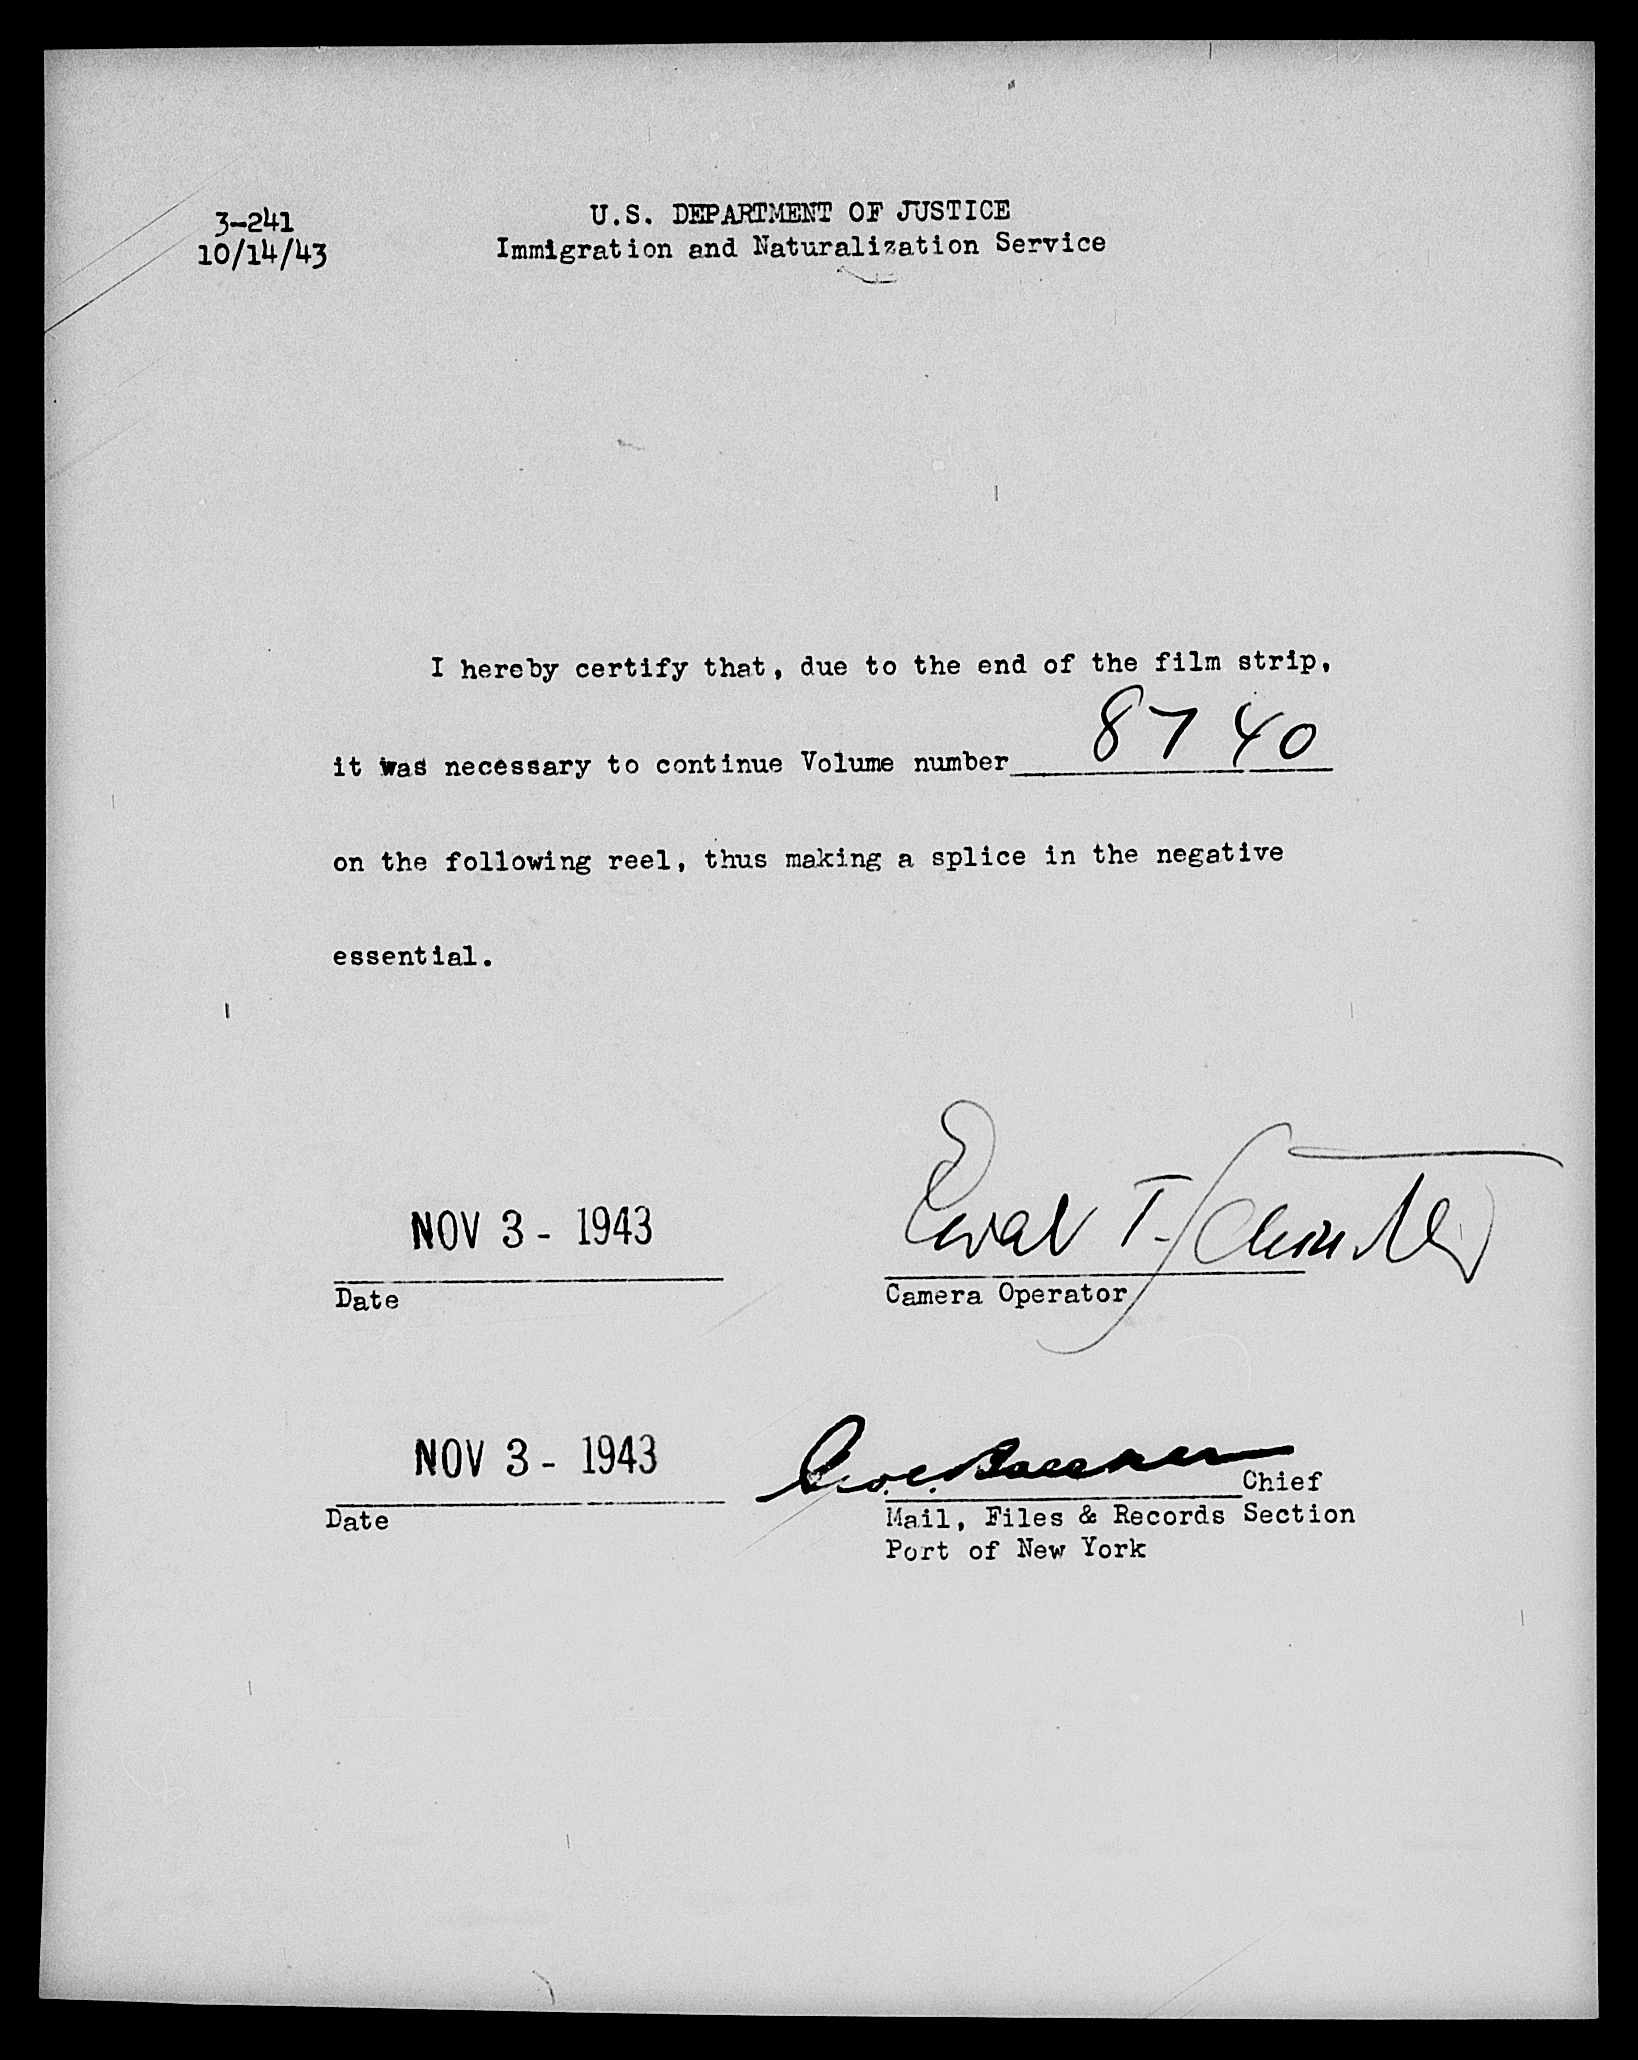 3-241
10/14/43
U.S. DEPARTMENT OF JUSTICE
Immigration and Naturalization Service
I hereby certify that, due to the end of the film strip,
it was necessary to continue Volume number 8740
on the following reel, thus making a splice in the negative
essential.
NOV 3 - 1943
Date
T.
Camera Operator
NOV 3 - 1943
Date
Chief
Mail, Files & Records Section
Port of New York